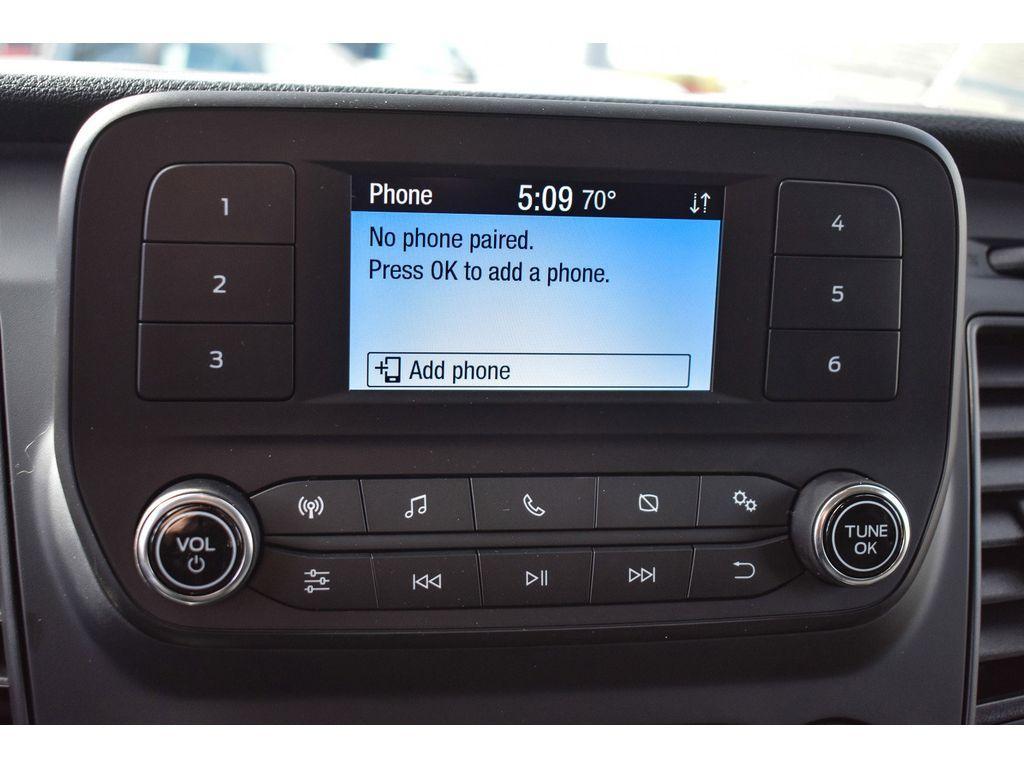 1
2
3
Phone 5:09 70°
No phone paired.
Press OK to add a phone.
Add phone
4
5
6
VOL
TUNE
OK